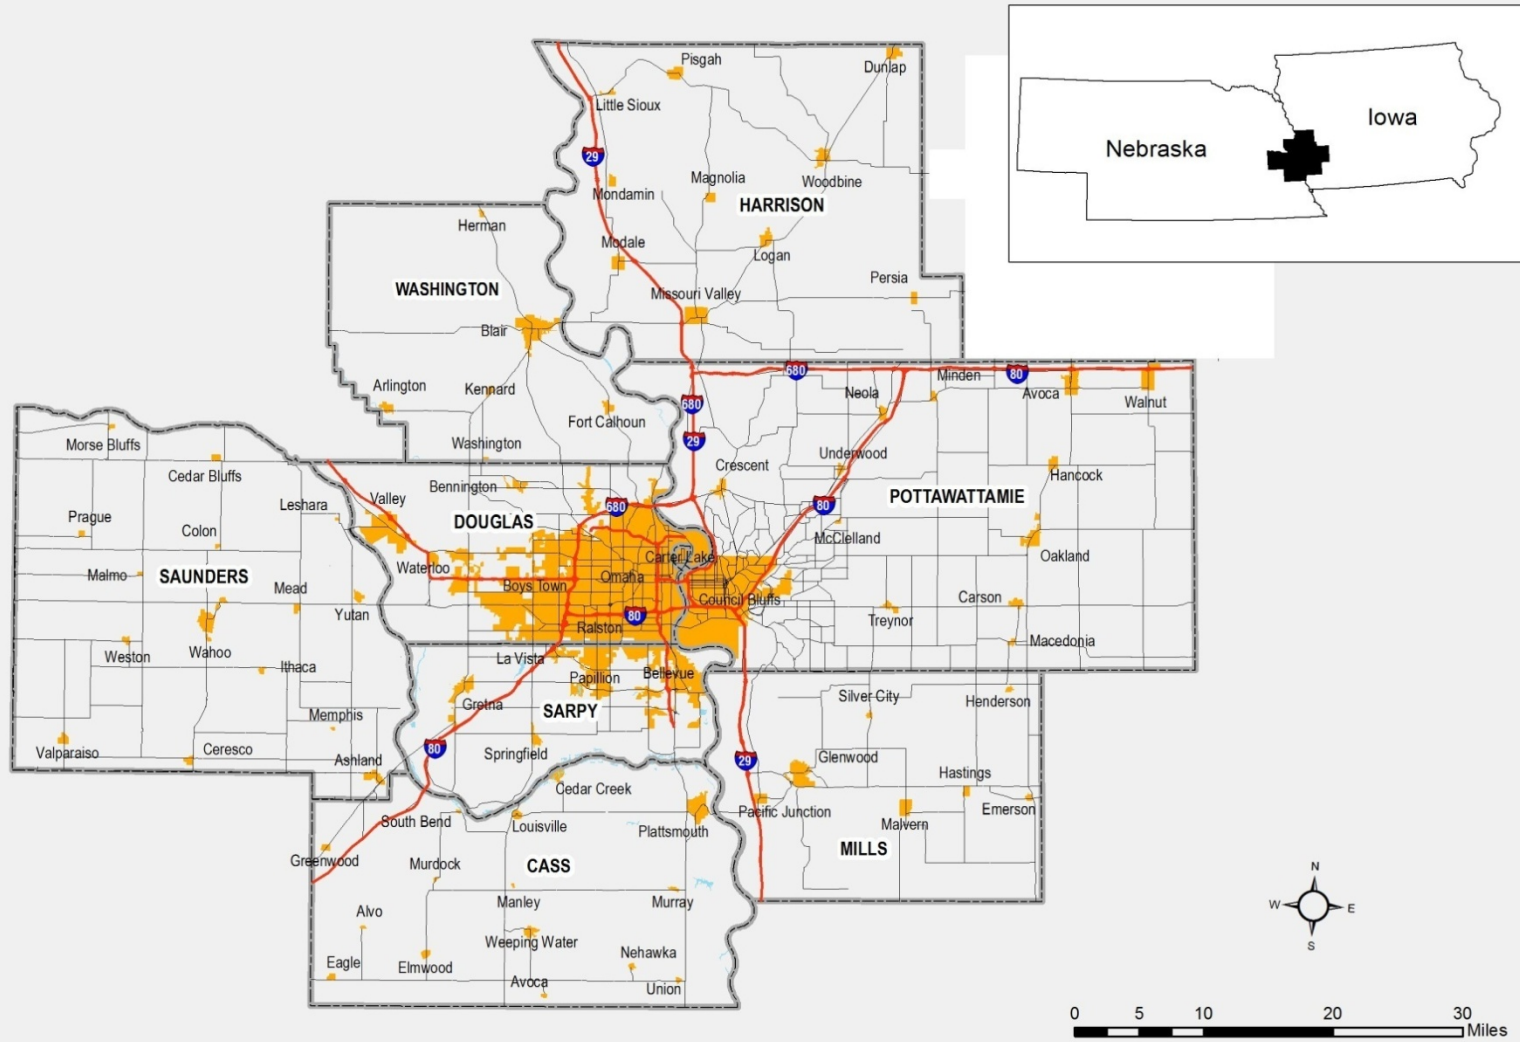 Pisgah
Dunlap
Little Sioux
29
Mondamin
Magnolia
Woodbine
HARRISON
Herman
Modale
Logan
Persia
WASHINGTON
Missouri Valley
Blair
Nebraska
Iowa
680
80
Minden
Neola
Avoca
Walnut
Arlington
Kennard
680
Fort Calhoun
29
Washington
Morse Bluffs
Cedar Bluffs
Crescent
Underwood
Hancock
Bennington
Leshara
Valley
680
80
POTTAWATTAMIE
Prague
Colon
DOUGLAS
McClelland
Oakland
Carter Lake
Malmo
SAUNDERS
Waterloo
Boys Town
Omaha
Mead
Yutan
80
Council Bluffs
Carson
Treynor
Ralston
Macedonia
Weston
Wahoo
Ithaca
La Vista
Papillion
Bellevue
Silver City
Henderson
Gretna
SARPY
Memphis
Valparaiso
Ceresco
Ashland
80
Springfield
29
Glenwood
Hastings
Cedar Creek
Pacific Junction
Emerson
South Bend
Louisville
Plattsmouth
Malvern
Greenwood
Murdock
CASS
MILLS
Manley
Murray
Alvo
Weeping Water
Nehawka
Eagle
Elmwood
Avoca
Union
N
W
E
S
0 5 10 20 30
Miles